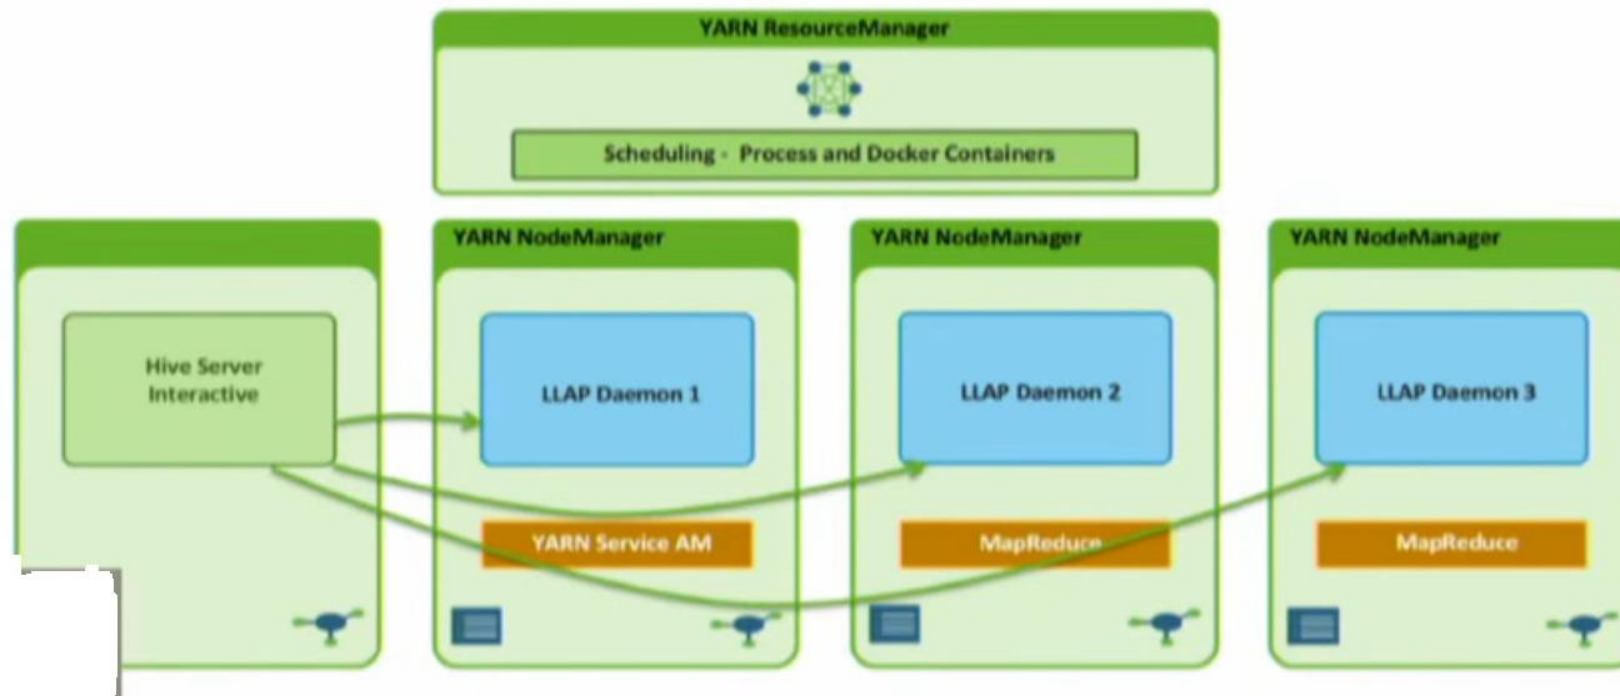 YARN ResourceManager
Scheduling - Process and Docker Containers
YARN NodeManager
YARN NodeManager
YARN NodeManager
Hive Server
Interactive
LLAP Daemon 1
LLAP Daemon 2
LLAP Daemon 3
YARN Service AM
MapReduce
MapReduce